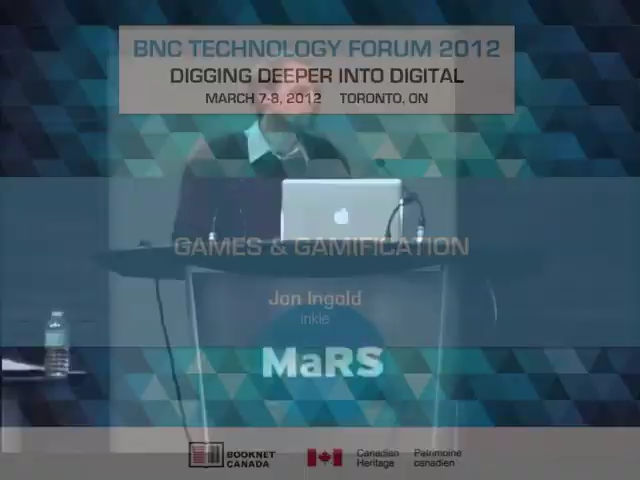 BNC TECHNOLOGY FORUM 2012
DIGGING DEEPER INTO DIGITAL
MARCH 7-8, 2012 TORONTO, ON
GAMES & GAMIFICATION
Jon Ingold
inkle
MaRS
BOOKNET
CANADA
Canadian
Heritage
Patrimoine
canadien